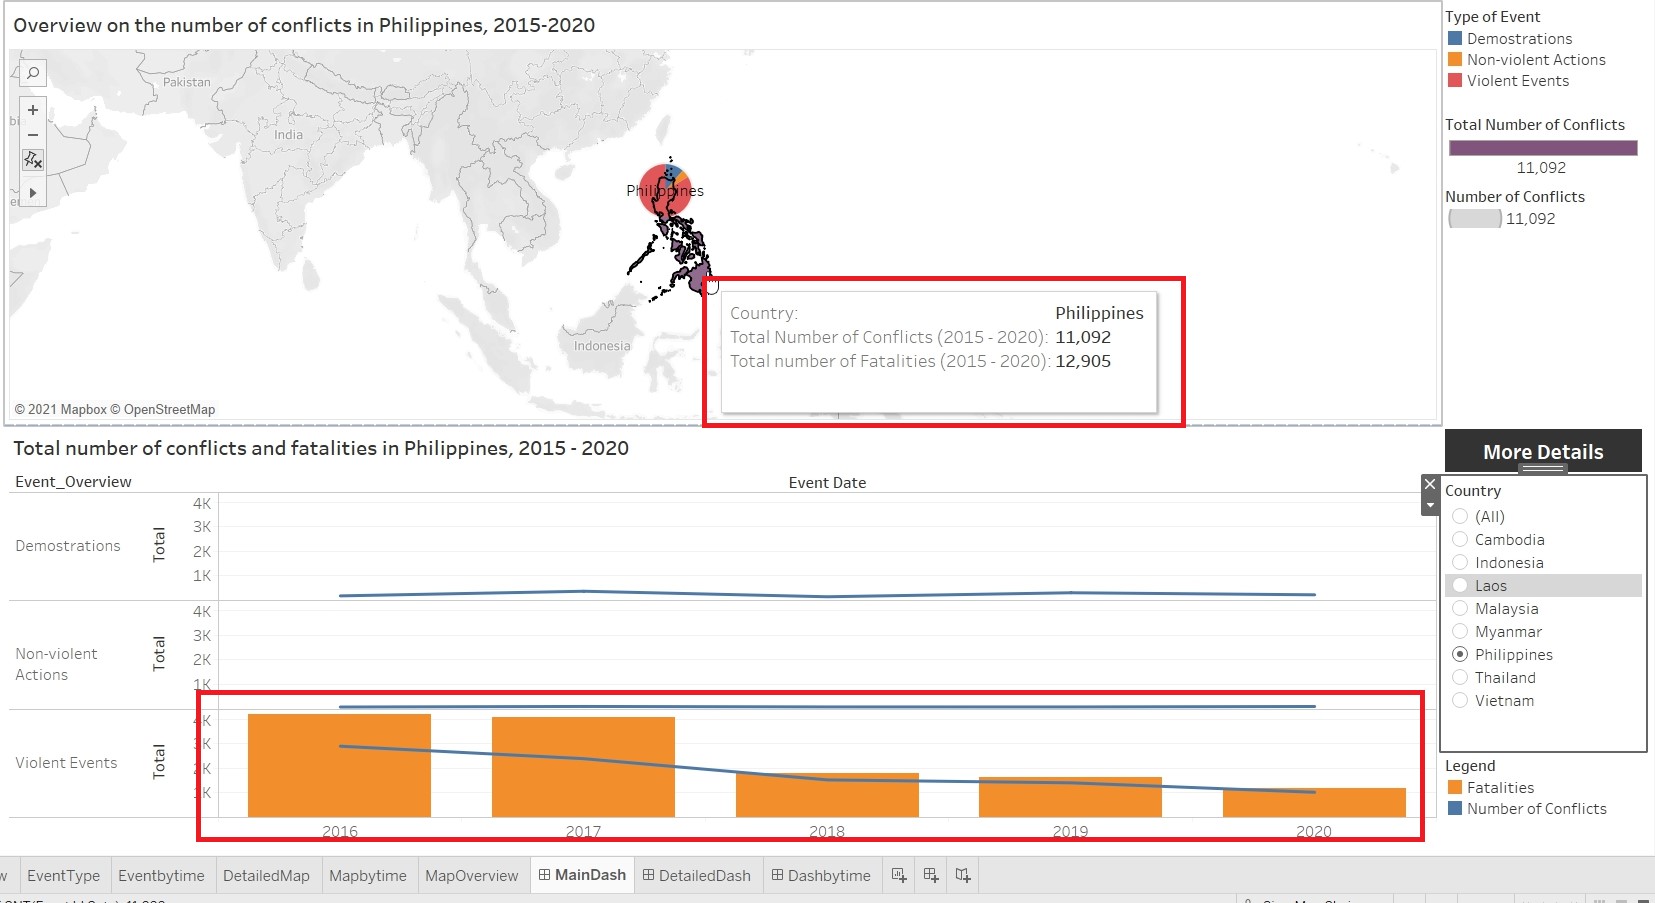 Overview on the number of conflicts in Philippines, 2015-2020
Type of Event
Demostrations
Non-violent Actions
Violent Events
Total Number of Conflicts
11,092
Number of Conflicts
11,092
Pakistan
India
Philippines
Indonesia
Country: Philippines
Total Number of Conflicts (2015 - 2020): 11,092
Total number of Fatalities (2015 - 2020): 12,905
© 2021 Mapbox © OpenStreetMap
Total number of conflicts and fatalities in Philippines, 2015 - 2020
More Details
Event_Overview
Event Date
Demostrations
Total
4K
3K
2K
1K
Non-violent
Actions
Total
4K
3K
2K
1K
Violent Events
Total
4K
3K
2K
1K
2016 2017 2018 2019 2020
Country
(All)
Cambodia
Indonesia
Laos
Malaysia
Myanmar
Philippines
Thailand
Vietnam
Legend
Fatalities
Number of Conflicts
EventType Eventbytime DetailedMap Mapbytime MapOverview MainDash DetailedDash Dashbytime